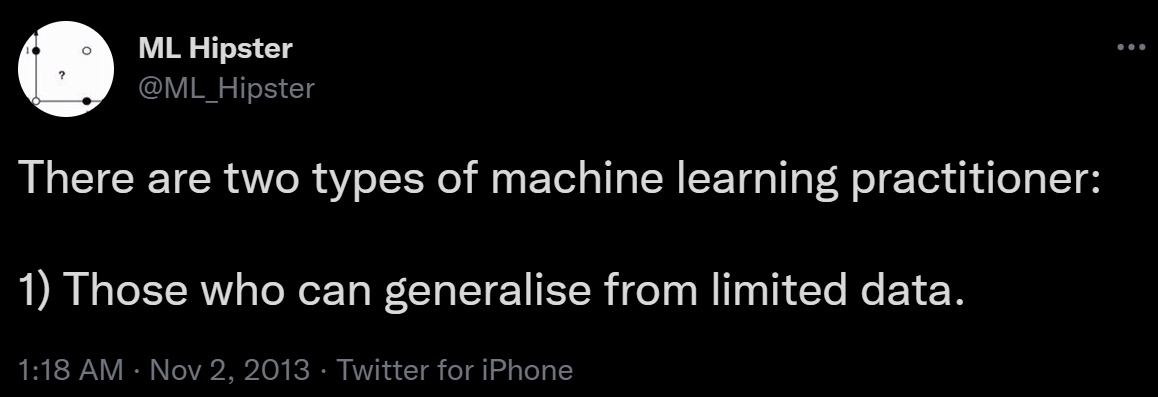 ML Hipster
@ML_Hipster
?
There are two types of machine learning practitioner:
1) Those who can generalise from limited data.
1:18 AM · Nov 2, 2013 · Twitter for iPhone